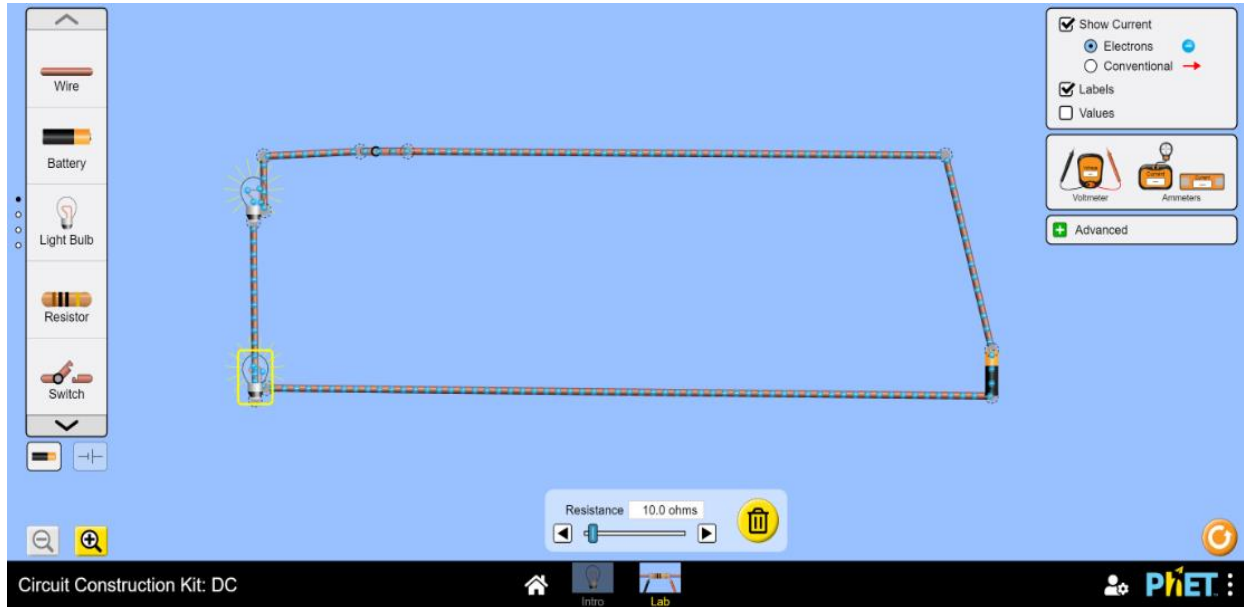 Wire
Battery
Light Bulb
Resistor
Switch
Show Current
Electrons
Conventional
Labels
Values
Voltmeter
Ammeters
Advanced
Resistance 10.0 ohms
Circuit Construction Kit: DC
Intro
Lab
PhET